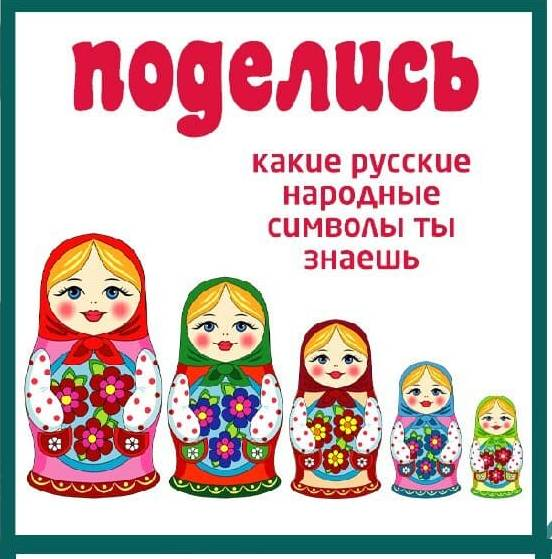 поделись
какие русские
народные
символы ты
знаешь